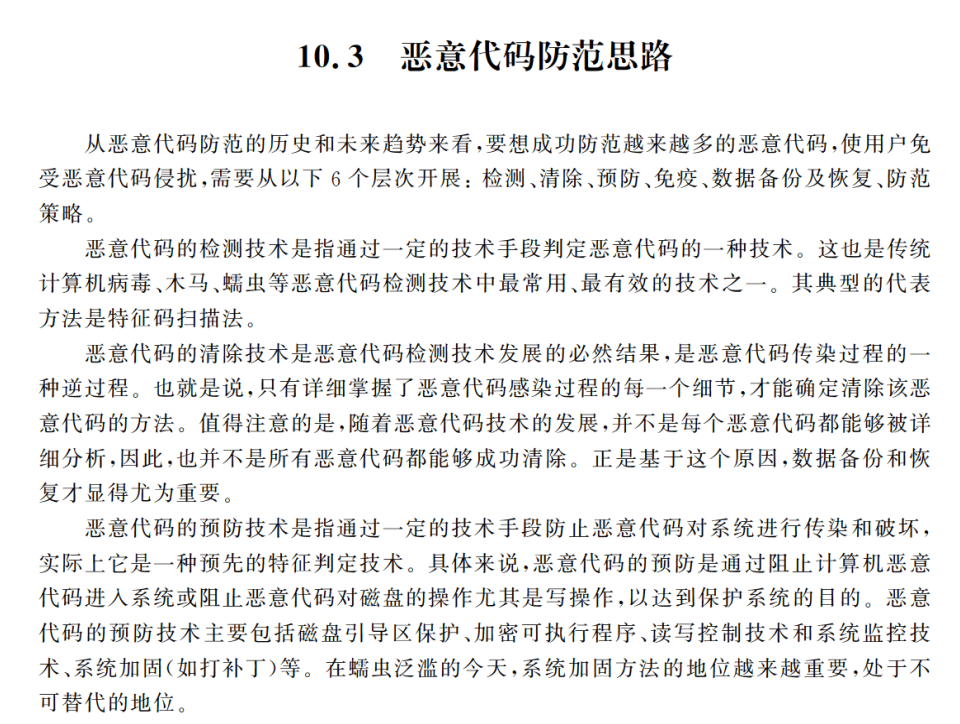 10.3 恶意代码防范思路
从恶意代码防范的历史和未来趋势来看,要想成功防范越来越多的恶意代码,使用户免
受恶意代码侵扰,需要从以下6个层次开展:检测、清除、预防、免疫、数据备份及恢复、防范
策略。
恶意代码的检测技术是指通过一定的技术手段判定恶意代码的一种技术。这也是传统
计算机病毒、木马、蠕虫等恶意代码检测技术中最常用、最有效的技术之一。其典型的代表
方法是特征码扫描法。
恶意代码的清除技术是恶意代码检测技术发展的必然结果,是恶意代码传染过程的一
种逆过程。也就是说,只有详细掌握了恶意代码感染过程的每一个细节,才能确定清除该恶
意代码的方法。值得注意的是,随着恶意代码技术的发展,并不是每个恶意代码都能够被详
细分析,因此,也并不是所有恶意代码都能够成功清除。正是基于这个原因,数据备份和恢
复才显得尤为重要。
恶意代码的预防技术是指通过一定的技术手段防止恶意代码对系统进行传染和破坏,
实际上它是一种预先的特征判定技术。具体来说,恶意代码的预防是通过阻止计算机恶意
代码进入系统或阻止恶意代码对磁盘的操作尤其是写操作,以达到保护系统的目的。恶意
代码的预防技术主要包括磁盘引导区保护、加密可执行程序、读写控制技术和系统监控技
术、系统加固(如打补丁)等。在蠕虫泛滥的今天,系统加固方法的地位越来越重要,处于不
可替代的地位。